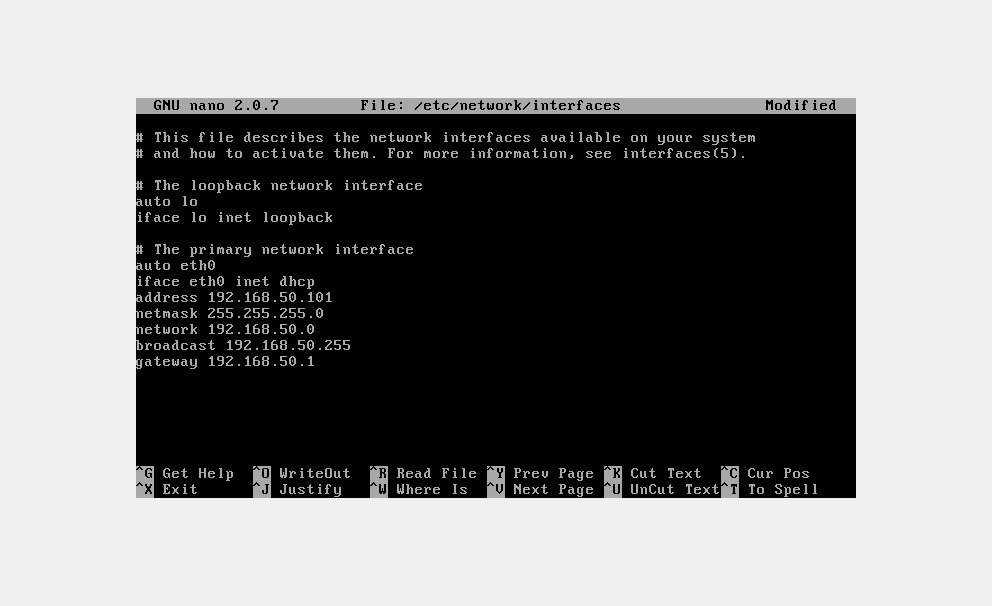 GNU nano 2.0.7 File: /etc/network/interfaces Modified
# This file describes the network interfaces available on your system
# and how to activate them. For more information, see interfaces(5).
# The loopback network interface
auto lo
iface lo inet loopback
# The primary network interface
auto eth0
iface eth0 inet dhcp
address 192.168.50.101
netmask 255.255.255.0
network 192.168.50.0
broadcast 192.168.50.255
gateway 192.168.50.1
^G Get Help ^O WriteOut ^R Read File ^Y Prev Page ^K Cut Text ^C Cur Pos
^X Exit ^J Justify ^W Where Is ^V Next Page ^U UnCut Text ^T To Spell